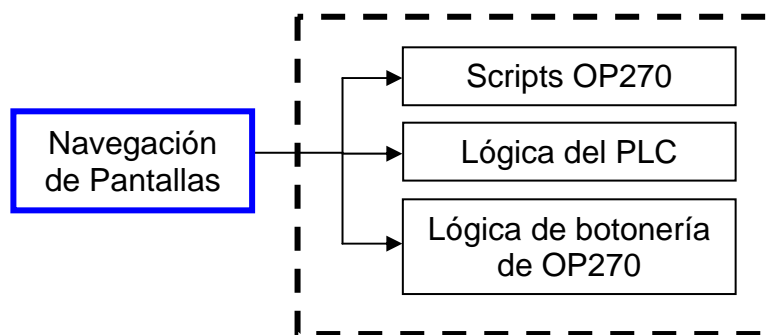 Navegación
de Pantallas
Scripts OP270
Lógica del PLC
Lógica de botonería
de OP270